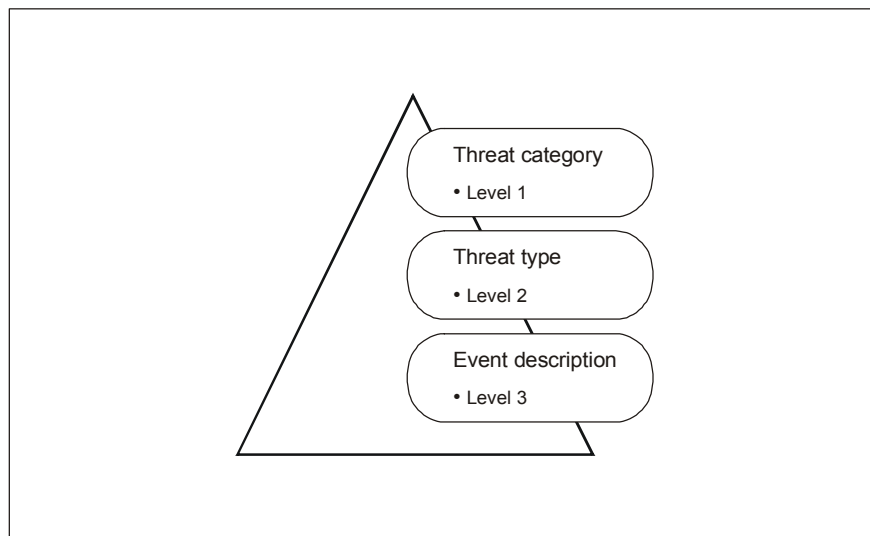 Threat category
• Level 1
Threat type
• Level 2
Event description
• Level 3